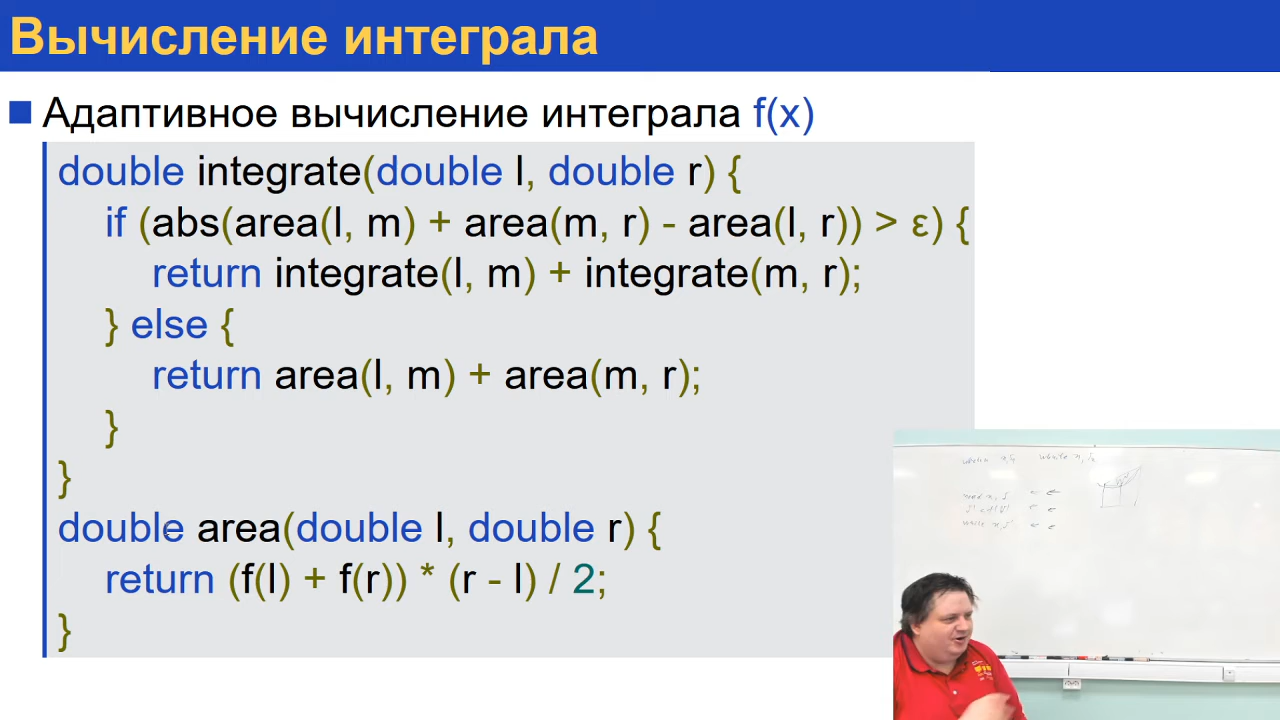 Вычисление интеграла
Адаптивное вычисление интеграла f(x)
double integrate(double l, double r) {
if (abs(area(l, m) + area(m, r) - area(l, r)) > ε) {
return integrate(l, m) + integrate(m, r);
} else {
return area(l, m) + area(m, r);
}
}
double area(double l, double r) {
return (f(l) + f(r)) * (r - l) / 2;
}